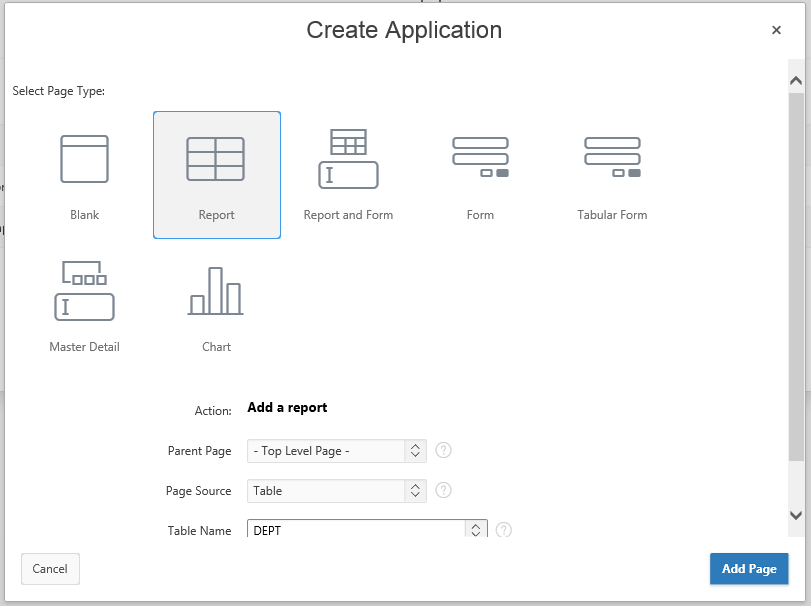 Create Application
Select Page Type:
Blank
Report
Report and Form
Form
Tabular Form
Master Detail
Chart
Action: Add a report
Parent Page - Top Level Page - ?
Page Source Table ?
Table Name DEPT ?
Cancel Add Page